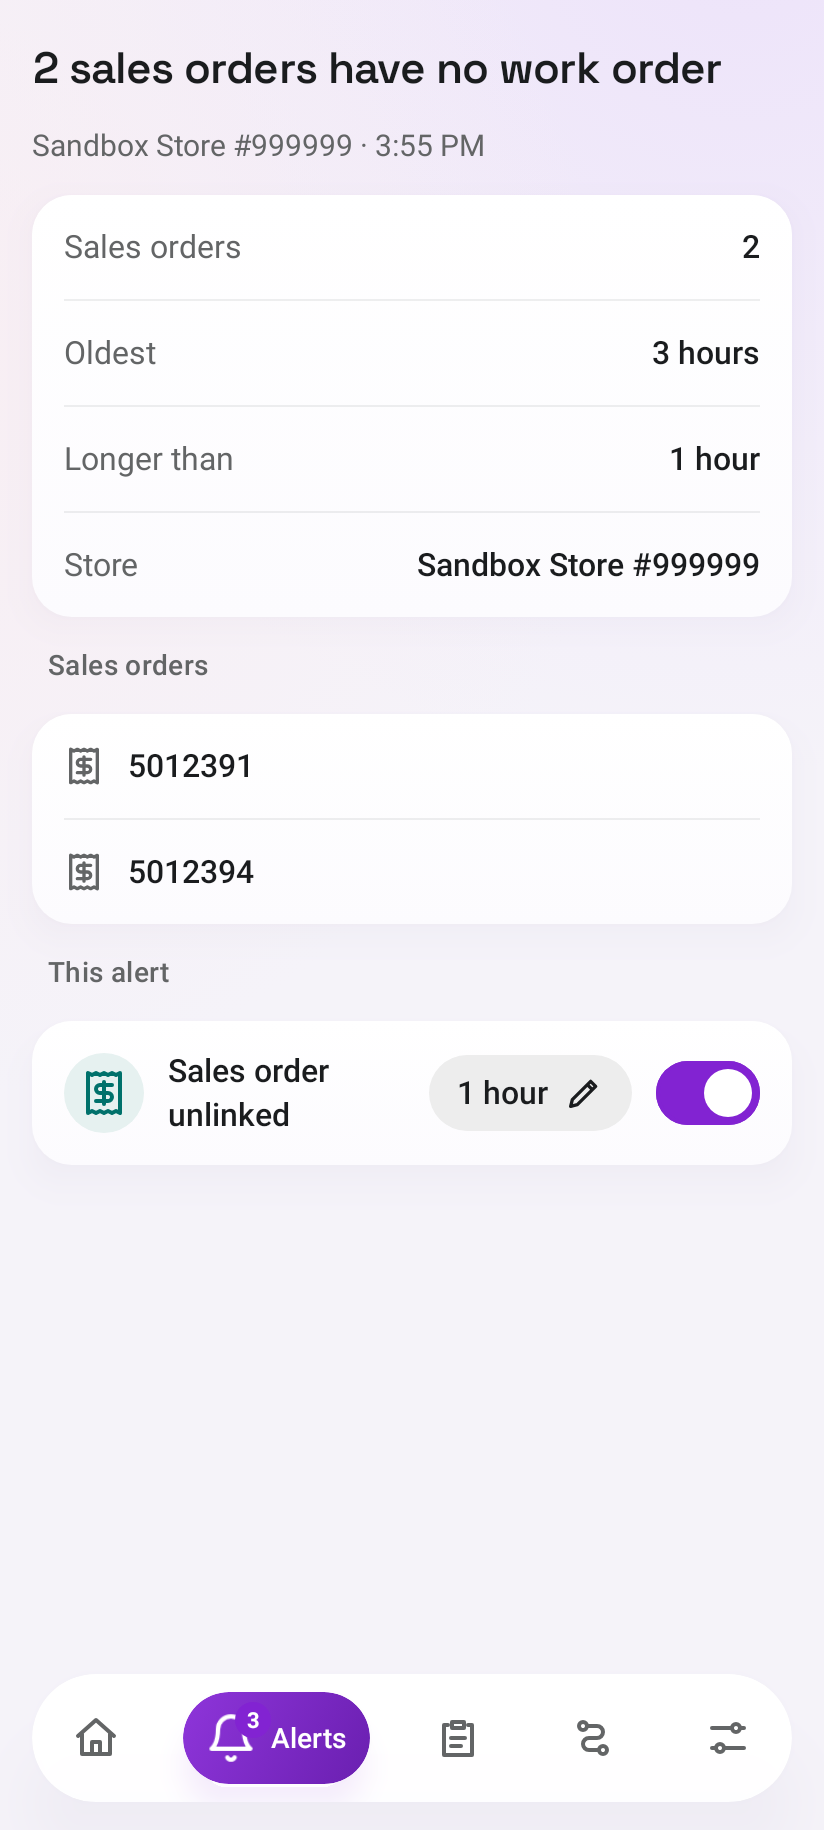 2 sales orders have no work order
Sandbox Store #999999 · 3:55 PM
Sales orders 2
Oldest 3 hours
Longer than 1 hour
Store Sandbox Store #999999
Sales orders
5012391
5012394
This alert
Sales order
unlinked
1 hour
3
Alerts